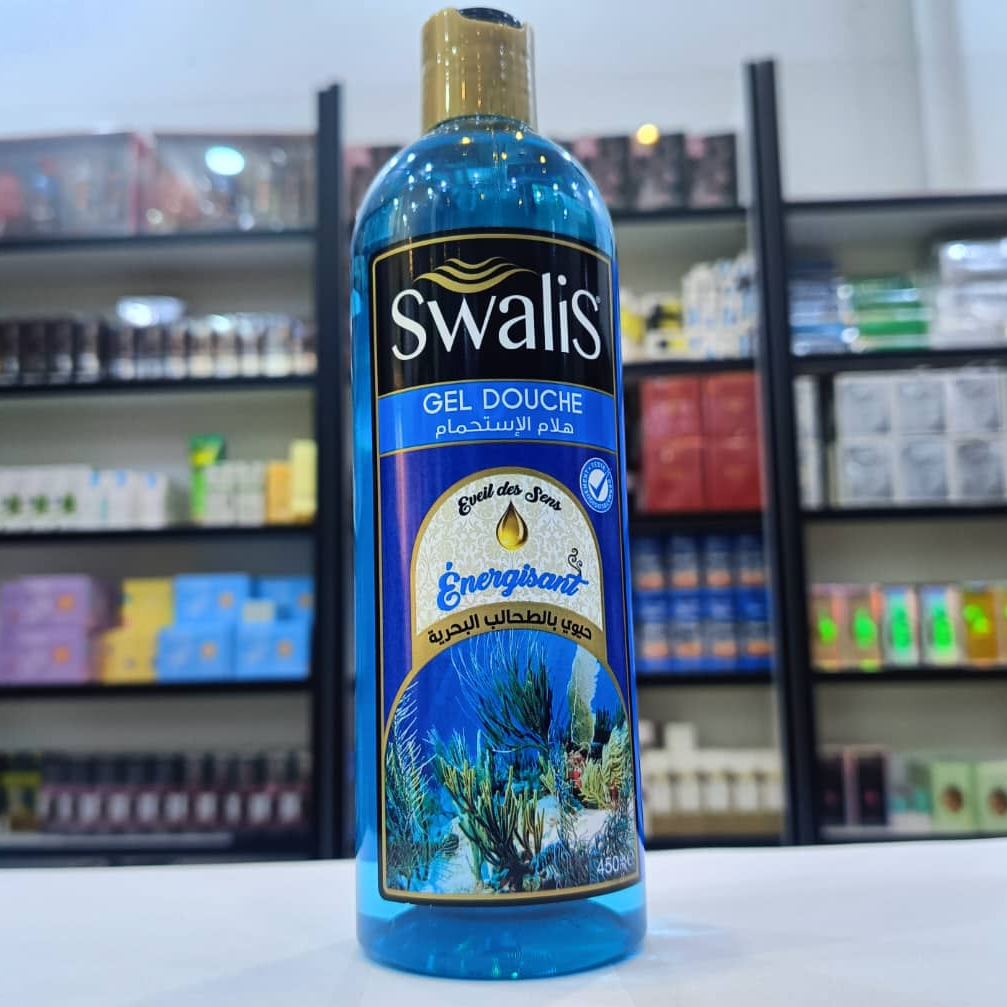 SwaliS
GEL DOUCHE
هلام الإستحمام
Eveil des Sens
Énergisant
حيوي بالطحالب البحرية
450